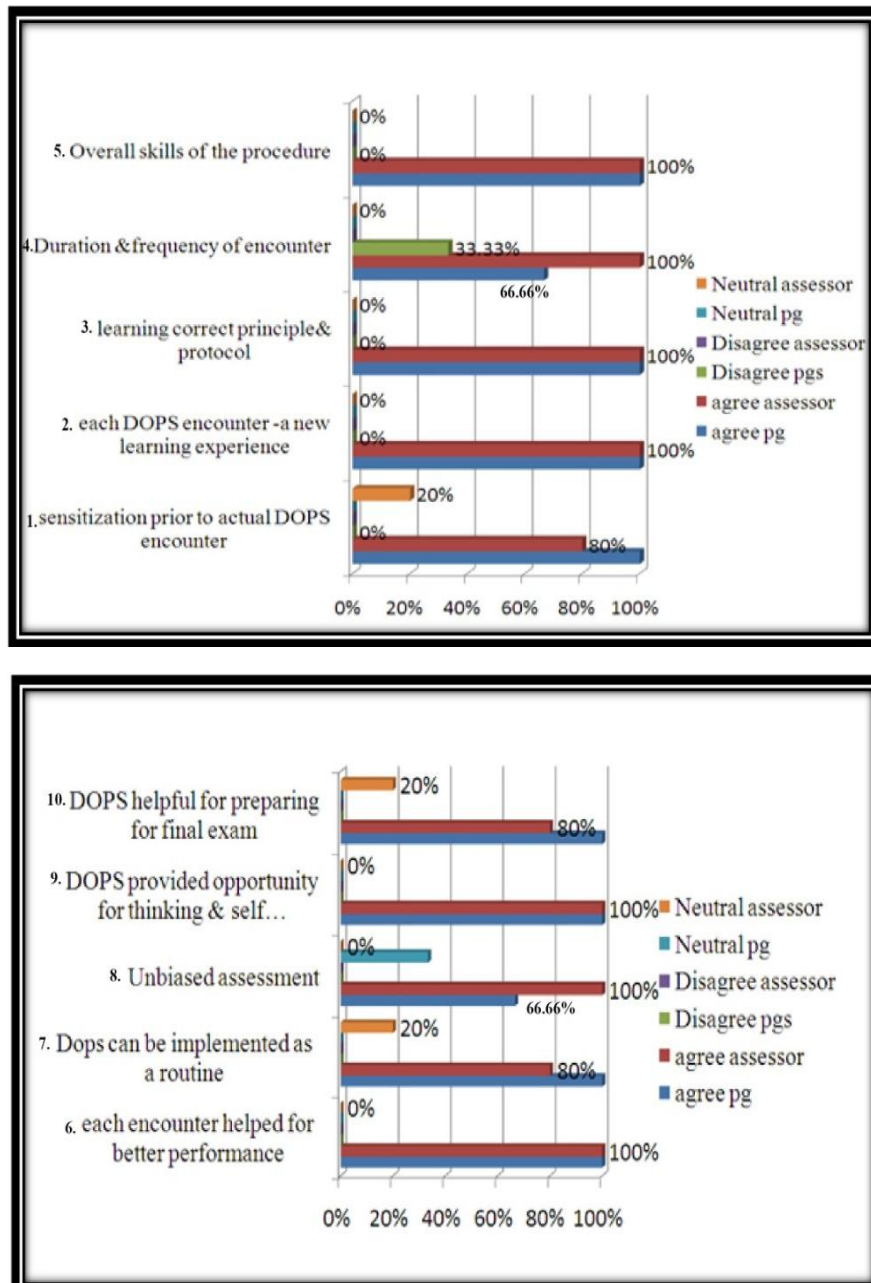 0%
5. Overall skills of the procedure
0%
100%
0%
4.Duration &frequency of encounter
33.33%
100%
66.66%
0%
3. learning correct principle&
protocol
0%
100%
0%
2. each DOPS encounter -a new
learning experience
0%
100%
20%
1.sensitization prior to actual DOPS
encounter
0%
80%
0% 20% 40% 60% 80% 100%
Neutral assessor
Neutral pg
Disagree assessor
Disagree pgs
agree assessor
agree pg
20%
10. DOPS helpful for preparing
for final exam
80%
0%
9. DOPS provided opportunity
for thinking & self...
100%
0%
8. Unbiased assessment
100%
66.66%
20%
7. Dops can be implemented as
a routine
80%
0%
6. each encounter helped for
better performance
100%
0% 20% 40% 60% 80% 100%
Neutral assessor
Neutral pg
Disagree assessor
Disagree pgs
agree assessor
agree pg